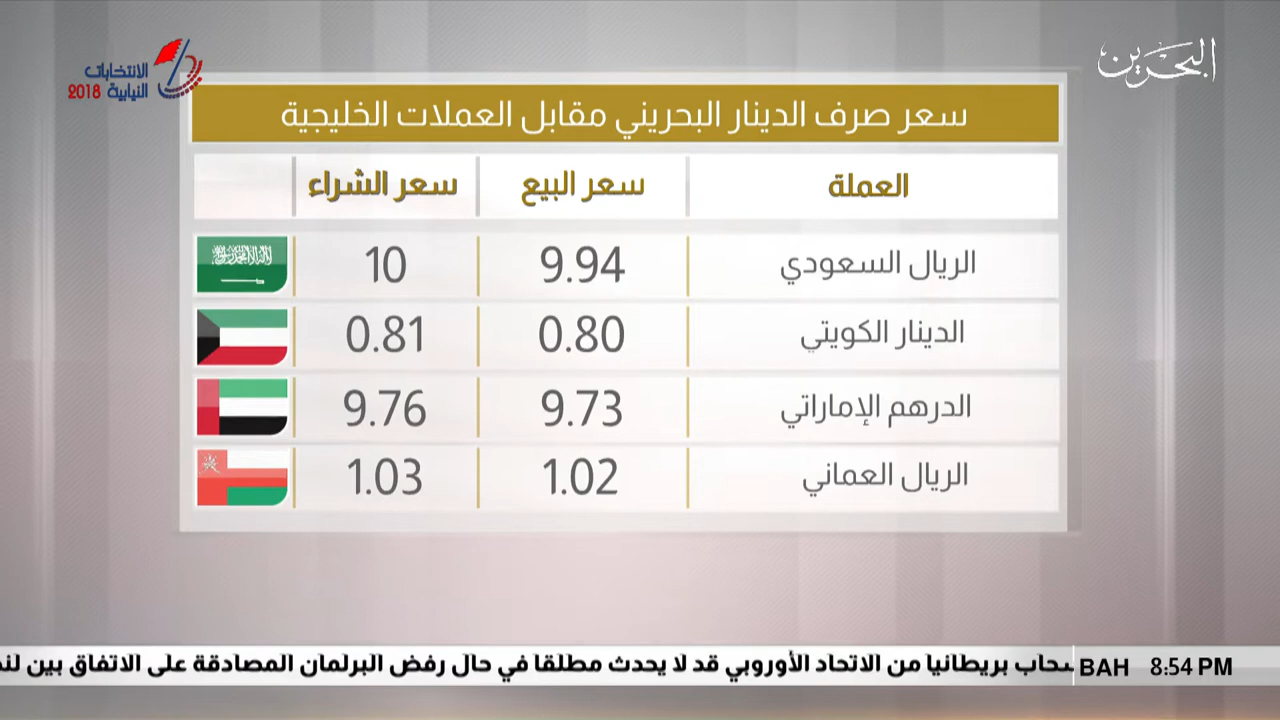 البحرين
الانتخابات
النيابية 2018
سعر صرف الدينار البحريني مقابل العملات الخليجية
العملة سعر البيع سعر الشراء
الريال السعودي 9.94 10
الدينار الكويتي 0.80 0.81
الدرهم الإماراتي 9.73 9.76
الريال العماني 1.02 1.03
BAH 8:54 PM
سحاب بريطانيا من الاتحاد الأوروبي قد لا يحدث مطلقا في حال رفض البرلمان المصادقة على الاتفاق بين لند